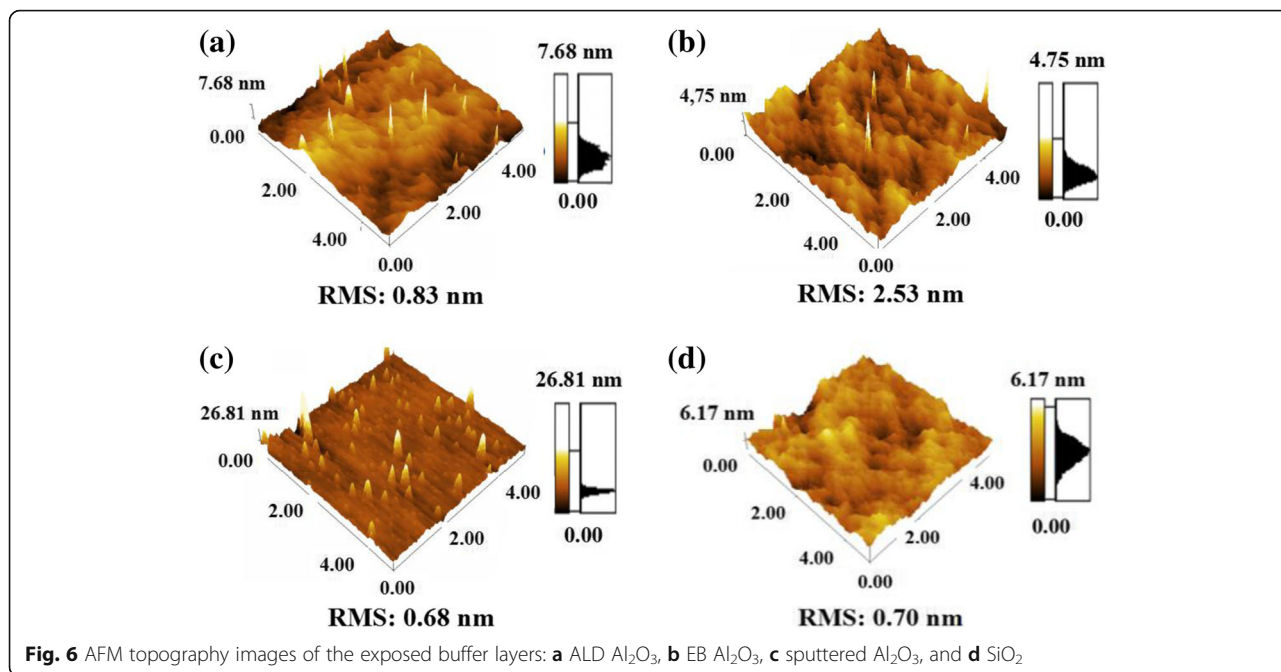 (a)
7.68 nm
7.68 nm
0.00
2.00
4.00
0.00
2.00
4.00
0.00
RMS: 0.83 nm
(b)
4.75 nm
4,75 nm
0.00
2.00
4.00
0.00
2.00
4.00
0.00
RMS: 2.53 nm
(c)
26.81 nm
26.81 nm
0.00
2.00
4.00
0.00
2.00
4.00
0.00
RMS: 0.68 nm
(d)
6.17 nm
6.17 nm
0.00
2.00
4.00
0.00
2.00
4.00
0.00
RMS: 0.70 nm
Fig. 6 AFM topography images of the exposed buffer layers: a ALD Al₂O₃, b EB Al₂O₃, c sputtered Al₂O₃, and d SiO₂